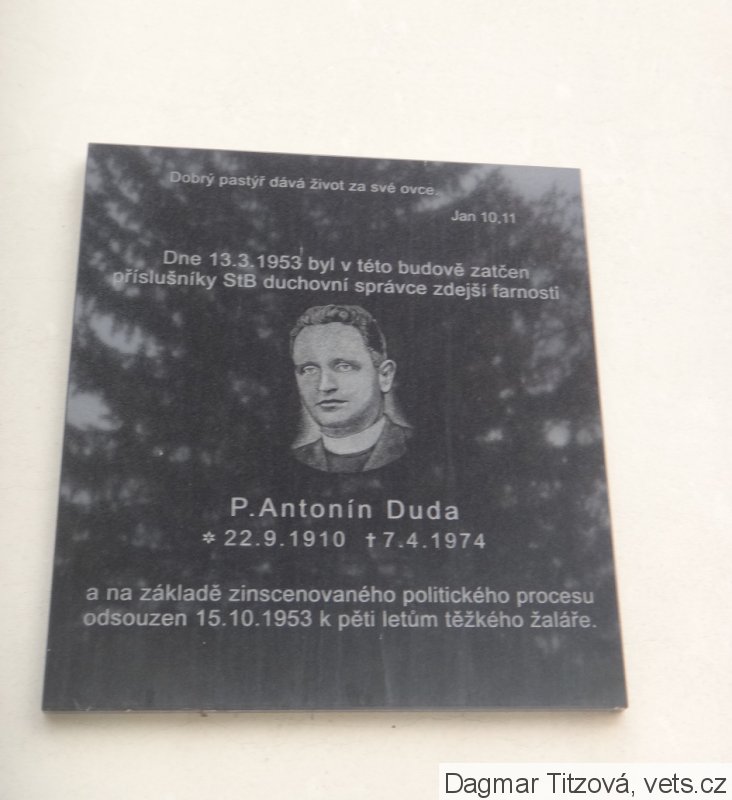 Dobrý pastýř dává život za své ovce.
Jan 10,11
Dne 13.3.1953 byl v této budově zatčen
příslušníky StB duchovní správce zdejší farnosti
P.Antonín Duda
✡ 22.9.1910 ✝ 7.4.1974
a na základě zinscenovaného politického procesu
odsouzen 15.10.1953 k pěti letům těžkého žaláře.
Dagmar Titzová, vets.cz